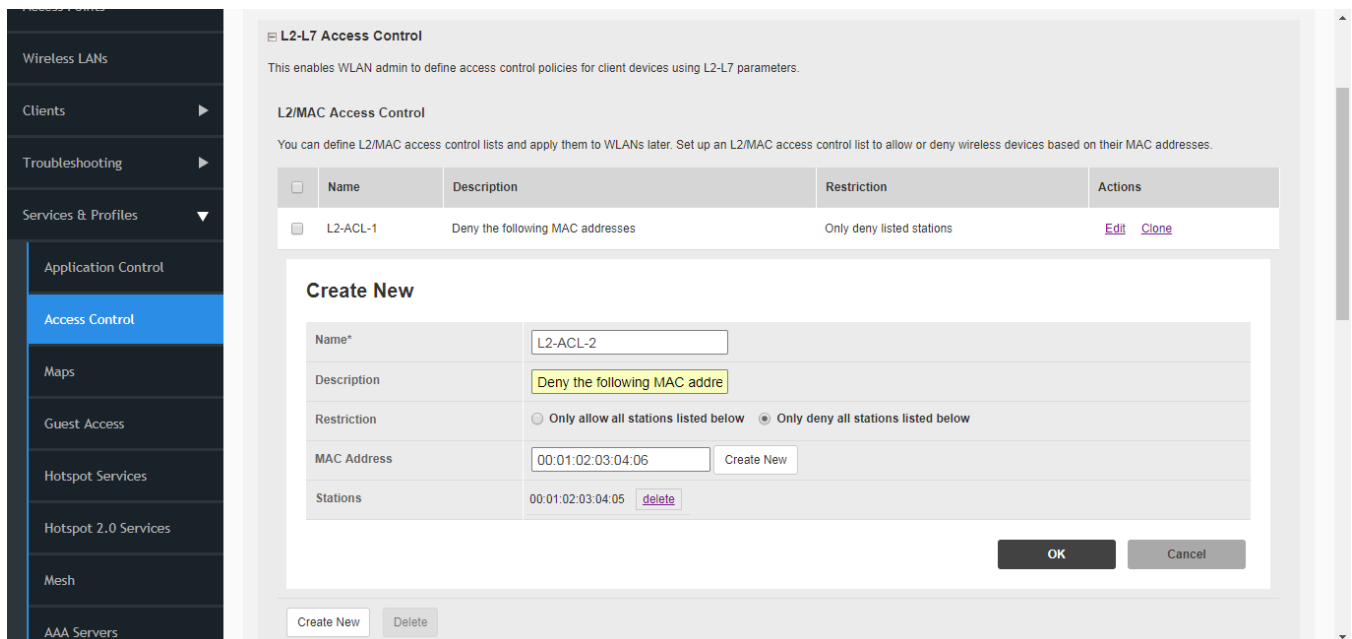 Access Points
Wireless LANs
Clients
Troubleshooting
Services & Profiles
Application Control
Access Control
Maps
Guest Access
Hotspot Services
Hotspot 2.0 Services
Mesh
AAA Servers
L2-L7 Access Control
This enables WLAN admin to define access control policies for client devices using L2-L7 parameters.
L2/MAC Access Control
You can define L2/MAC access control lists and apply them to WLANs later. Set up an L2/MAC access control list to allow or deny wireless devices based on their MAC addresses.
Name Description Restriction Actions
L2-ACL-1 Deny the following MAC addresses Only deny listed stations Edit Clone
Create New
Name* L2-ACL-2
Description Deny the following MAC addre
Restriction Only allow all stations listed below Only deny all stations listed below
MAC Address 00:01:02:03:04:06 Create New
Stations 00:01:02:03:04:05 delete
OK Cancel
Create New Delete